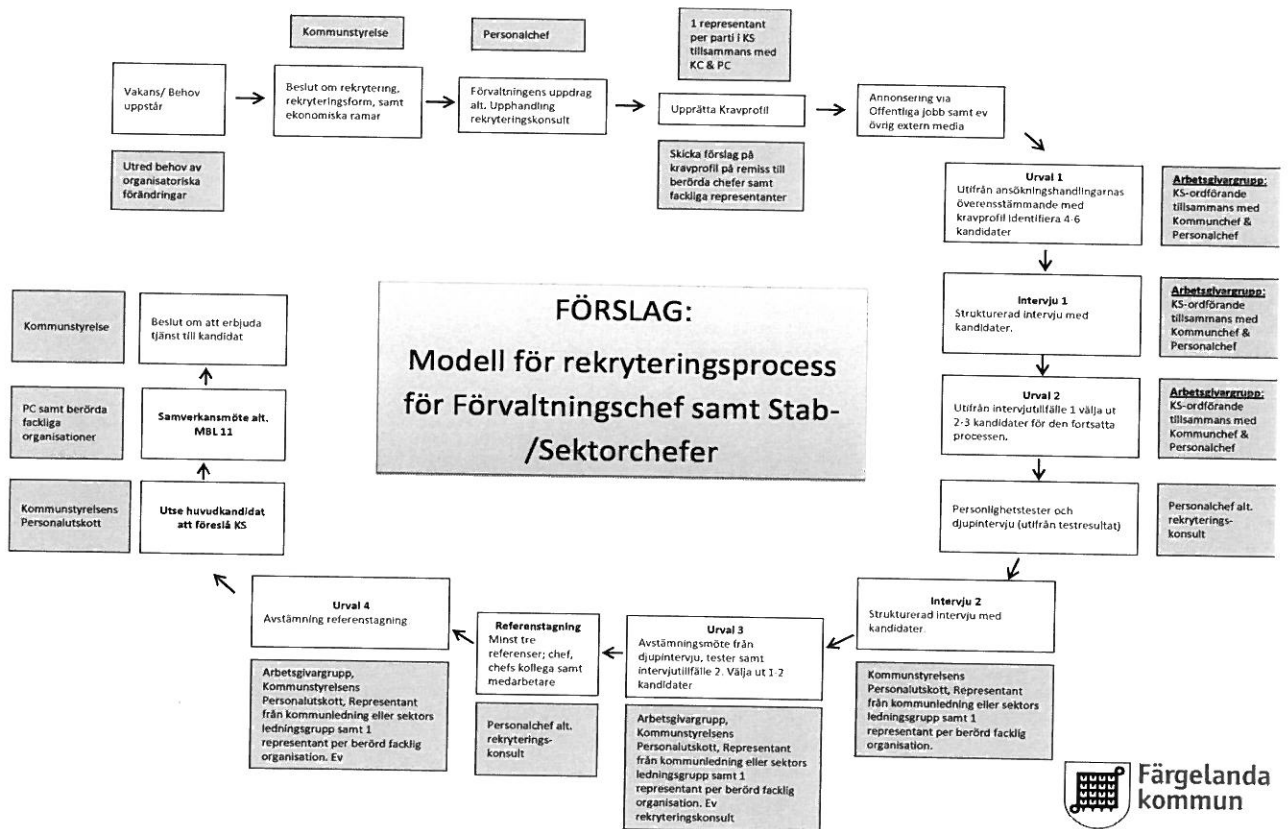 Kommunstyrelse
Personalchef
1 representant
per parti i KS
tillsammans med
KC & PC
Vakans/ Behov
uppstår
Beslut om rekrytering,
rekryteringsform, samt
ekonomiska ramar
Förvaltningens uppdrag
alt. Upphandling
rekryteringskonsult
Upprätta Kravprofil
Annonsering via
Offentliga jobb samt ev
övrig extern media
Utred behov av
organisatoriska
förändringar
Skicka förslag på
kravprofil på remiss till
berörda chefer samt
fackliga representanter
Urval 1
Utifrån ansökningshandlingarnas
överensstämmande med
kravprofil Identifiera 4-6
kandidater
Arbetsgivargrupp:
KS-ordförande
tillsammans med
Kommunchef &
Personalchef
Intervju 1
Strukturerad intervju med
kandidater.
Arbetsgivargrupp:
KS-ordförande
tillsammans med
Kommunchef &
Personalchef
Urval 2
Utifrån intervjutillfälle 1 välja ut
2-3 kandidater för den fortsatta
processen.
Arbetsgivargrupp:
KS-ordförande
tillsammans med
Kommunchef &
Personalchef
Personlighetstester och
djupintervju (utifrån testresultat)
Personalchef alt.
rekryterings-
konsult
FÖRSLAG:
Modell för rekryteringsprocess
för Förvaltningschef samt Stab-
/Sektorchefer
Intervju 2
Strukturerad intervju med
kandidater.
Kommunstyrelsens
Personalutskott, Representant
från kommunledning eller sektors
ledningsgrupp samt 1
representant per berörd facklig
organisation.
Urval 3
Avstämningsmöte från
djupintervju, tester samt
intervjutillfälle 2. Välja ut 1-2
kandidater
Arbetsgivargrupp,
Kommunstyrelsens
Personalutskott, Representant
från kommunledning eller sektors
ledningsgrupp samt 1
representant per berörd facklig
organisation. Ev
rekryteringskonsult
Referenstagning
Minst tre
referenser; chef,
chefs kollega samt
medarbetare
Personalchef alt.
rekryterings-
konsult
Urval 4
Avstämning referenstagning
Arbetsgivargrupp,
Kommunstyrelsens
Personalutskott, Representant
från kommunledning eller sektors
ledningsgrupp samt 1
representant per berörd facklig
organisation. Ev
Kommunstyrelsens
Personalutskott
Utse huvudkandidat
att föreslå KS
PC samt berörda
fackliga
organisationer
Samverkansmöte alt.
MBL 11
Kommunstyrelse
Beslut om att erbjuda
tjänst till kandidat
Färgelanda
kommun